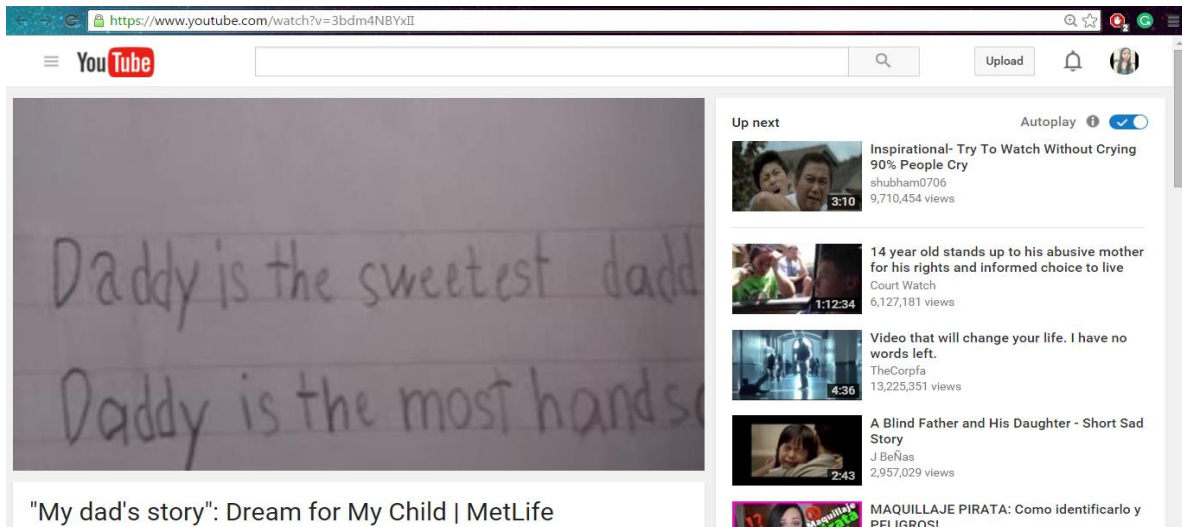 https://www.youtube.com/watch?v=3bdm4NBYxII
2
G
YouTube
Upload
Daddy is the sweetest dadd
Daddy is the most handso
"My dad's story": Dream for My Child | MetLife
Up next
Autoplay
3:10
Inspirational- Try To Watch Without Crying
90% People Cry
shubham0706
9,710,454 views
1:12:34
14 year old stands up to his abusive mother
for his rights and informed choice to live
Court Watch
6,127,181 views
4:36
Video that will change your life. I have no
words left.
TheCorpfa
13,225,351 views
2:43
A Blind Father and His Daughter - Short Sad
Story
J BeÑas
2,957,029 views
!?
Maquillaje
Pirata
MAQUILLAJE PIRATA: Como identificarlo y
PELIGROS!